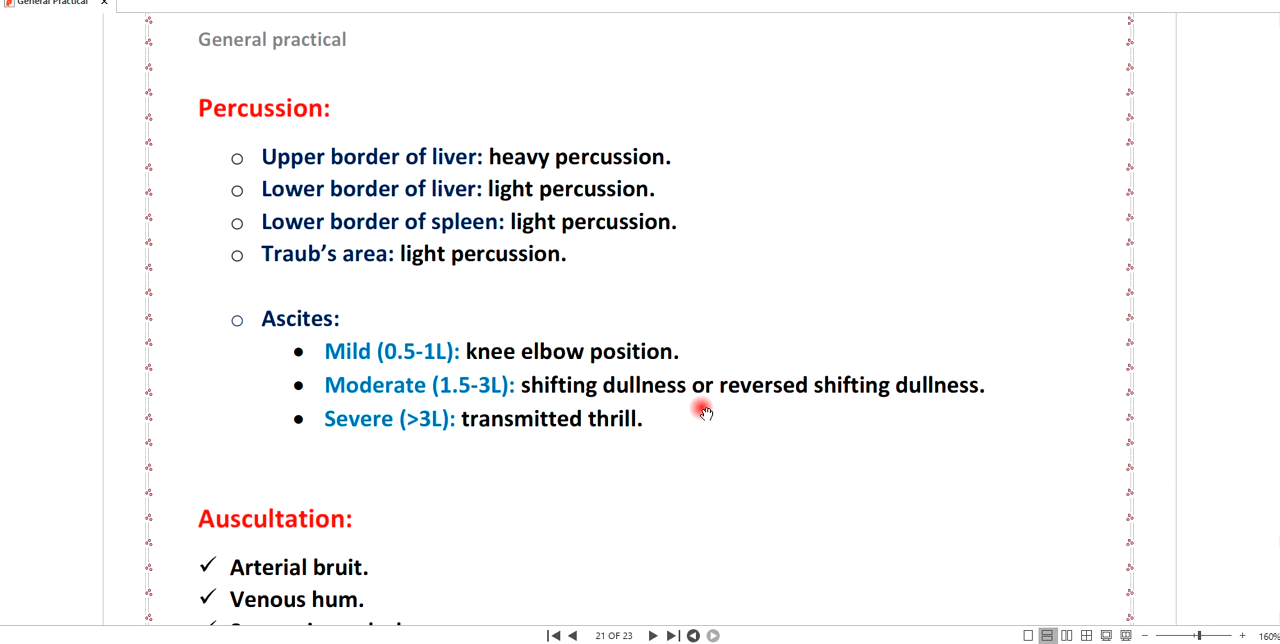 General Practical
General practical
Percussion:
Upper border of liver: heavy percussion.
Lower border of liver: light percussion.
Lower border of spleen: light percussion.
Traub's area: light percussion.
Ascites:
Mild (0.5-1L): knee elbow position.
Moderate (1.5-3L): shifting dullness or reversed shifting dullness.
Severe (>3L): transmitted thrill.
Auscultation:
Arterial bruit.
Venous hum.
21 OF 23
160%